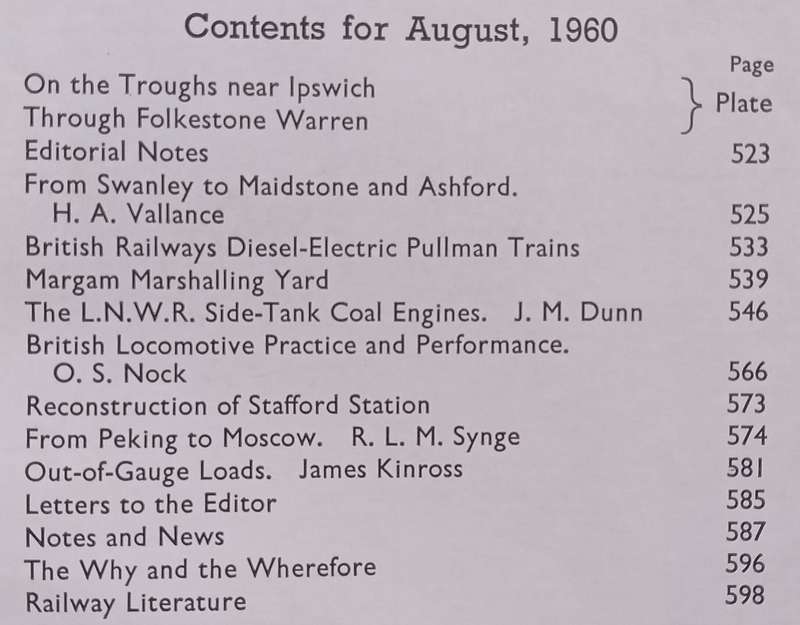 Contents for August, 1960
Page
On the Troughs near Ipswich
Through Folkestone Warren
} Plate
Editorial Notes 523
From Swanley to Maidstone and Ashford.
H. A. Vallance 525
British Railways Diesel-Electric Pullman Trains 533
Margam Marshalling Yard 539
The L.N.W.R. Side-Tank Coal Engines. J. M. Dunn 546
British Locomotive Practice and Performance.
O. S. Nock 566
Reconstruction of Stafford Station 573
From Peking to Moscow. R. L. M. Synge 574
Out-of-Gauge Loads. James Kinross 581
Letters to the Editor 585
Notes and News 587
The Why and the Wherefore 596
Railway Literature 598